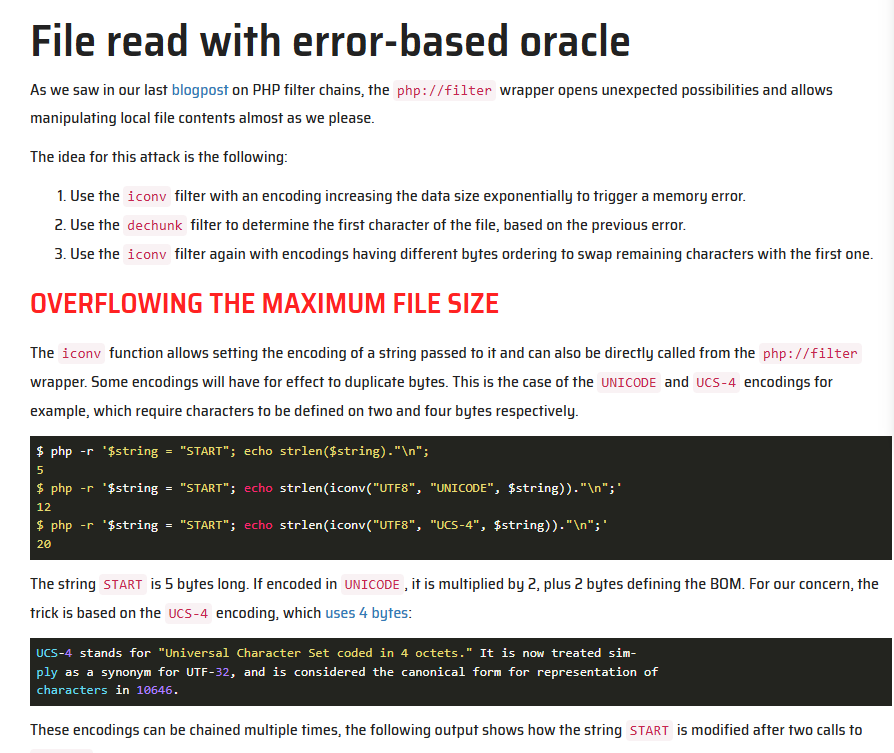 File read with error-based oracle
As we saw in our last blogpost on PHP filter chains, the php://filter wrapper opens unexpected possibilities and allows
manipulating local file contents almost as we please.
The idea for this attack is the following:
1. Use the iconv filter with an encoding increasing the data size exponentially to trigger a memory error.
2. Use the dechunk filter to determine the first character of the file, based on the previous error.
3. Use the iconv filter again with encodings having different bytes ordering to swap remaining characters with the first one.
OVERFLOWING THE MAXIMUM FILE SIZE
The iconv function allows setting the encoding of a string passed to it and can also be directly called from the php://filter
wrapper. Some encodings will have for effect to duplicate bytes. This is the case of the UNICODE and UCS-4 encodings for
example, which require characters to be defined on two and four bytes respectively.
$ php -r '$string = "START"; echo strlen($string)."\n";
5
$ php -r '$string = "START"; echo strlen(iconv("UTF8", "UNICODE", $string))."\n";'
12
$ php -r '$string = "START"; echo strlen(iconv("UTF8", "UCS-4", $string))."\n";'
20
The string START is 5 bytes long. If encoded in UNICODE, it is multiplied by 2, plus 2 bytes defining the BOM. For our concern, the
trick is based on the UCS-4 encoding, which uses 4 bytes:
UCS-4 stands for "Universal Character Set coded in 4 octets." It is now treated sim-
ply as a synonym for UTF-32, and is considered the canonical form for representation of
characters in 10646.
These encodings can be chained multiple times, the following output shows how the string START is modified after two calls to